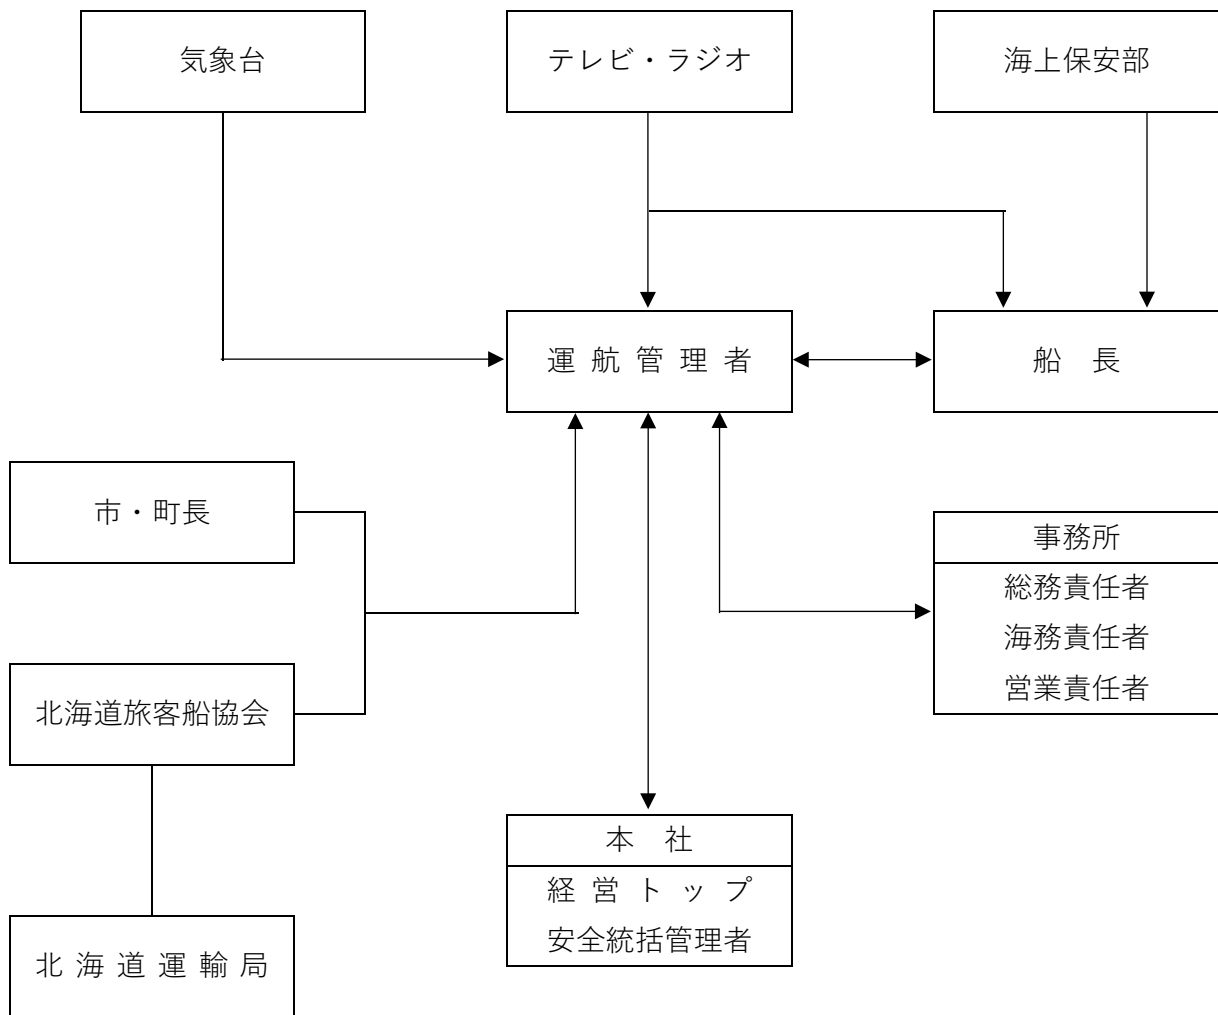 気象台
テレビ・ラジオ
海上保安部
運航管理者
船　長
市・町長
事務所
総務責任者
海務責任者
営業責任者
北海道旅客船協会
本　社
経営トップ
安全統括管理者
北海道運輸局